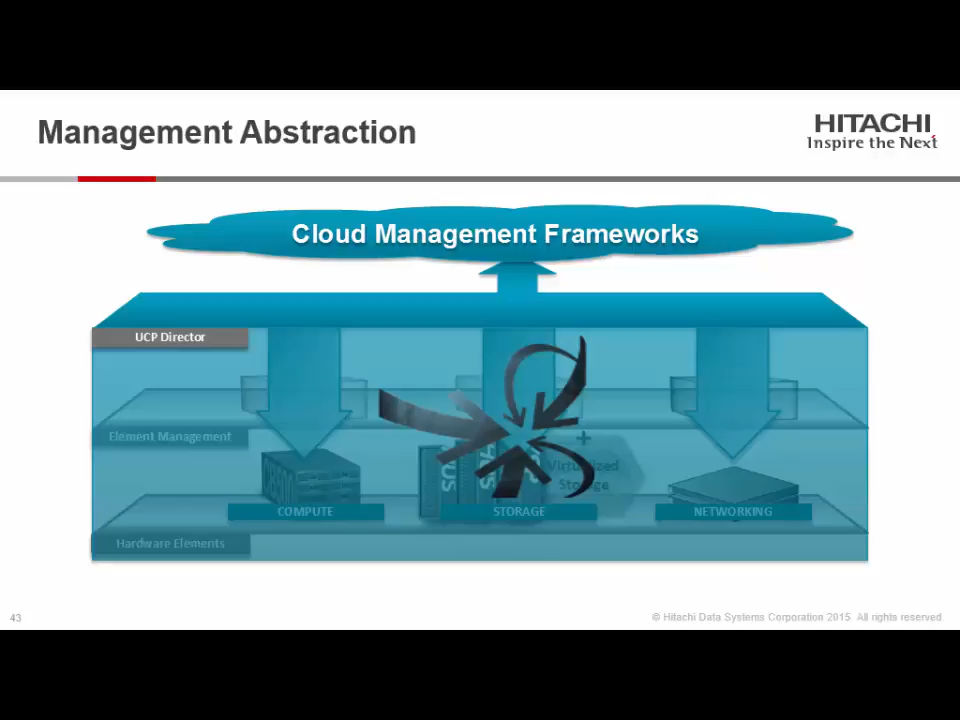 Management Abstraction
HITACHI
Inspire the Next
Cloud Management Frameworks
UCP Director
Element Management
+
Virtualized
Storage
COMPUTE
STORAGE
NETWORKING
Hardware Elements
43
© Hitachi Data Systems Corporation 2015 All rights reserved